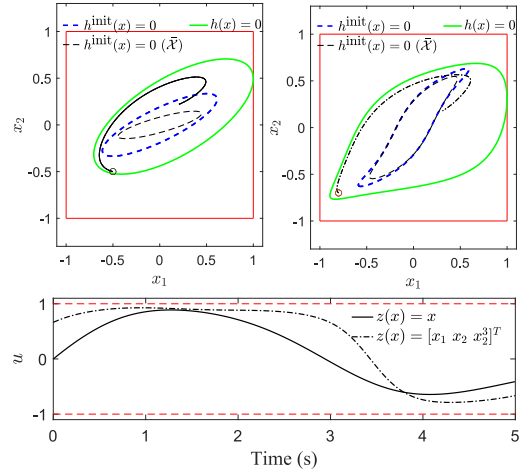 h^init(x) = 0 h(x) = 0
h^init(x) = 0 (X̄)
1
0.5
0
-0.5
-1
x_2
-1 -0.5 0 0.5 1
x_1
h^init(x) = 0 h(x) = 0
h^init(x) = 0 (X̄)
1
0.5
0
-0.5
-1
x_2
-1 -0.5 0 0.5 1
x_1
1
0
-1
u
z(x) = x
z(x) = [x_1 x_2 x_2^3]^T
0 1 2 3 4 5
Time (s)